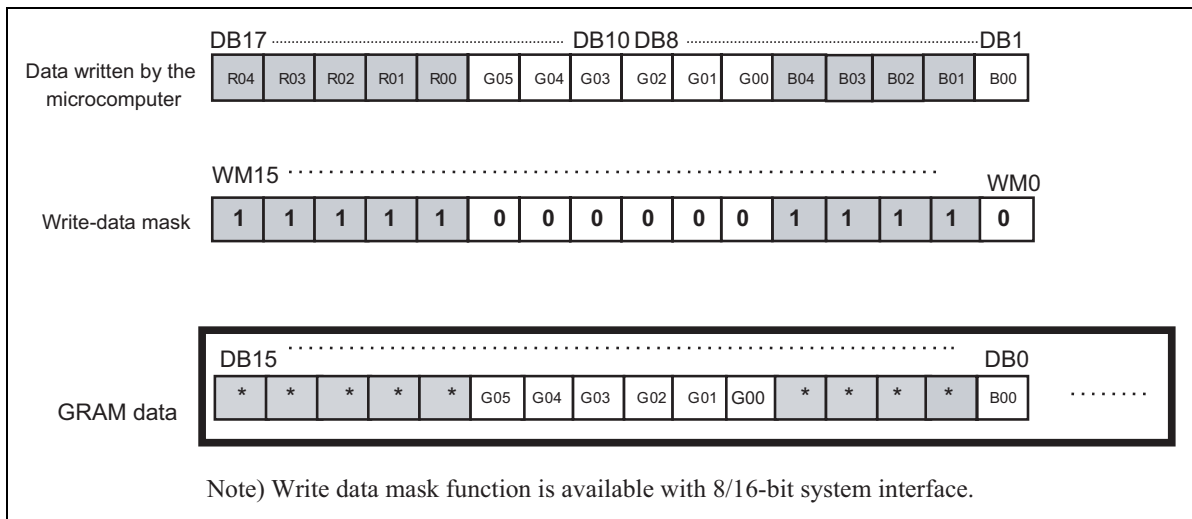 DB17 DB10 DB8 DB1
Data written by the microcomputer
R04 R03 R02 R01 R00 G05 G04 G03 G02 G01 G00 B04 B03 B02 B01 B00
WM15 WM0
Write-data mask
1 1 1 1 1 0 0 0 0 0 0 1 1 1 1 0
DB15 DB0
GRAM data
* * * * * G05 G04 G03 G02 G01 G00 * * * * B00 ........
Note) Write data mask function is available with 8/16-bit system interface.